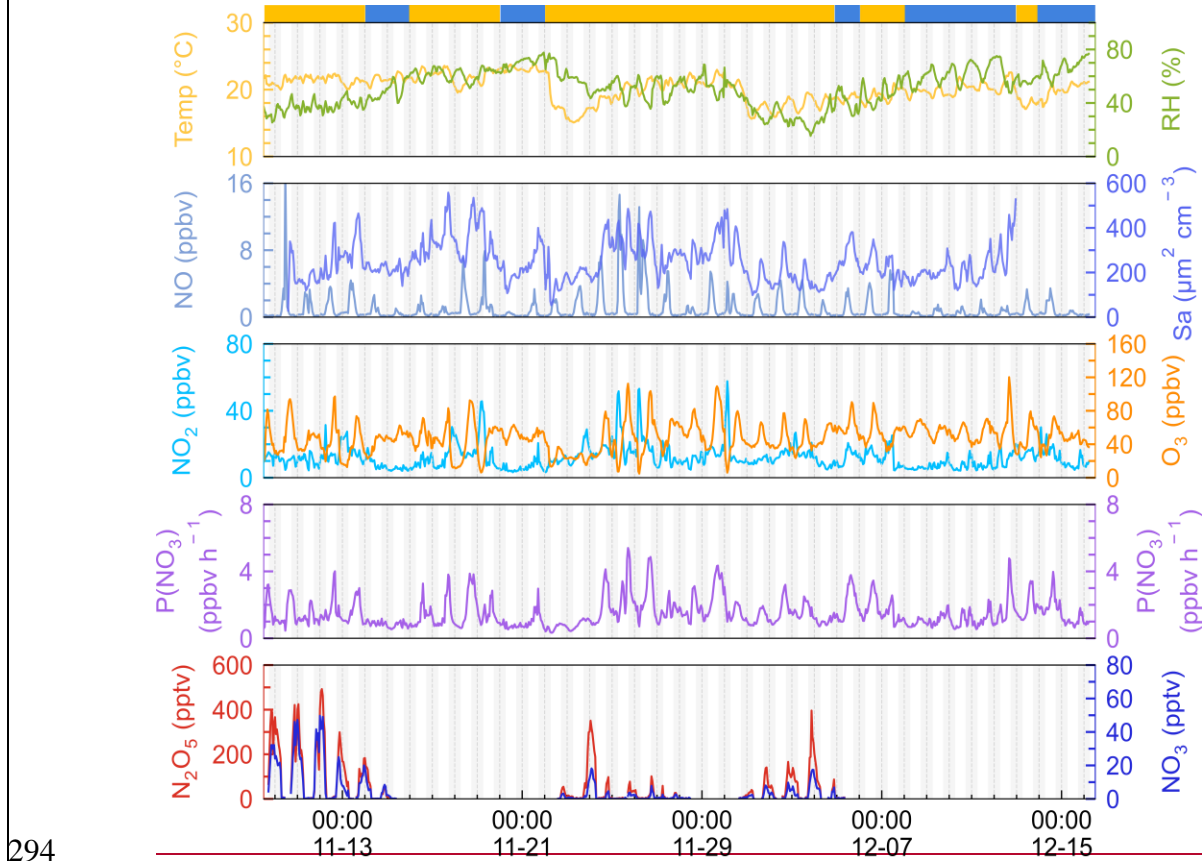 30 80
20 Temp (°C) 40 RH (%)
10 0
16 600
8 NO (ppbv) 400 200 Sa (μm² cm⁻³)
0 0
80 160
40 NO₂ (ppbv) 120 80 40 O₃ (ppbv)
0 0
8 8
4 P(NO₃) (ppbv h⁻¹) 4 P(NO₃) (ppbv h⁻¹)
0 0
600 80
400 N₂O₅ (pptv) 60 40 NO₃ (pptv)
200 20
0 0
00:00 00:00 00:00 00:00 00:00
294 11-13 11-21 11-29 12-07 12-15